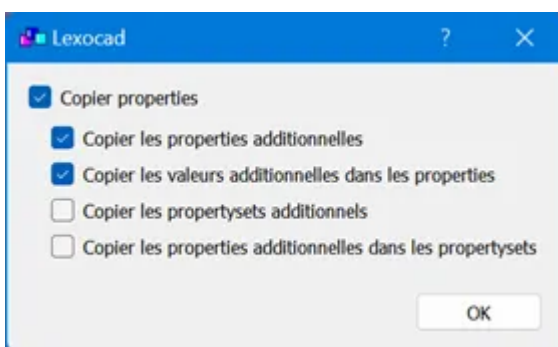 Lexocad ?
Copier properties
Copier les properties additionnelles
Copier les valeurs additionnelles dans les properties
Copier les propertysets additionnels
Copier les properties additionnelles dans les propertysets
OK